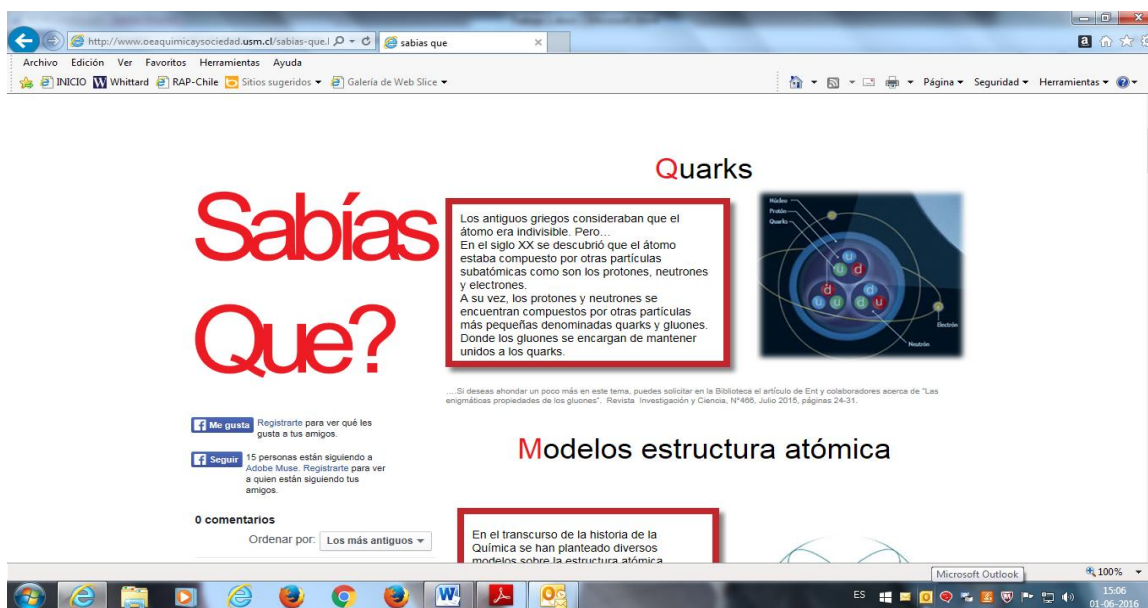 http://www.oeaquimicaysociedad.usm.cl/sabias-que.l
sabias que
Archivo Edición Ver Favoritos Herramientas Ayuda
INICIO Whittard RAP-Chile Sitios sugeridos Galería de Web Slice
Página Seguridad Herramientas
Sabías
Que?
Quarks
Los antiguos griegos consideraban que el
átomo era indivisible. Pero…
En el siglo XX se descubrió que el átomo
estaba compuesto por otras partículas
subatómicas como son los protones, neutrones
y electrones.
A su vez, los protones y neutrones se
encuentran compuestos por otras partículas
más pequeñas denominadas quarks y gluones.
Donde los gluones se encargan de mantener
unidos a los quarks.
Núcleo
Protón
Quarks
u
u d
d d
u u d u
Electrón
Neutrón
....Si deseas ahondar un poco más en este tema, puedes solicitar en la Biblioteca el artículo de Ent y colaboradores acerca de "Las
enigmáticas propiedades de los gluones". Revista Investigación y Ciencia, N°466, Julio 2015, páginas 24-31.
Me gusta Registrarte para ver qué les
gusta a tus amigos.
Seguir 15 personas están siguiendo a
Adobe Muse. Registrarte para ver
a quien están siguiendo tus
amigos.
0 comentarios
Ordenar por: Los más antiguos
Modelos estructura atómica
En el transcurso de la historia de la
Química se han planteado diversos
modelos sobre la estructura atómica
Microsoft Outlook
100%
ES
15:06
01-06-2016